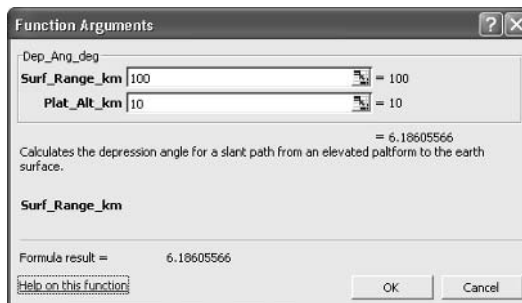 Function Arguments
Dep_Ang_deg
Surf_Range_km 100 = 100
Plat_Alt_km 10 = 10
= 6.18605566
Calculates the depression angle for a slant path from an elevated paltform to the earth
surface.
Surf_Range_km
Formula result = 6.18605566
Help on this function OK Cancel